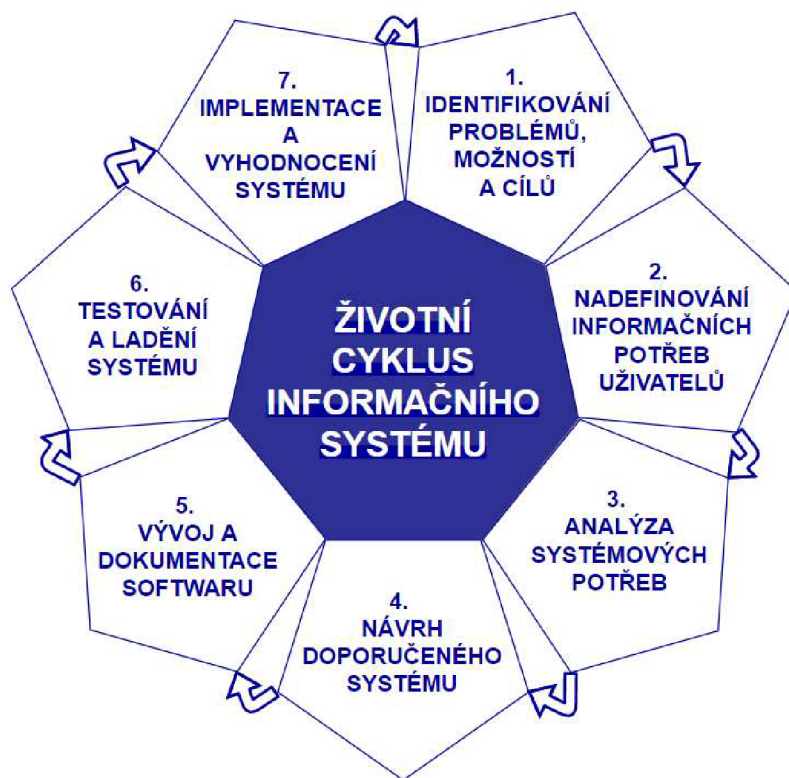 ŽIVOTNÍ
CYKLUS
INFORMAČNÍHO
SYSTÉMU
1.
IDENTIFIKOVÁNÍ
PROBLÉMŮ,
MOŽNOSTÍ
A CÍLŮ
2.
NADEFINOVÁNÍ
INFORMAČNÍCH
POTŘEB
UŽIVATELŮ
3.
ANALÝZA
SYSTÉMOVÝCH
POTŘEB
4.
NÁVRH
DOPORUČENÉHO
SYSTÉMU
5.
VÝVOJ A
DOKUMENTACE
SOFTWARU
6.
TESTOVÁNÍ
A LADĚNÍ
SYSTÉMU
7.
IMPLEMENTACE
A
VYHODNOCENÍ
SYSTÉMU